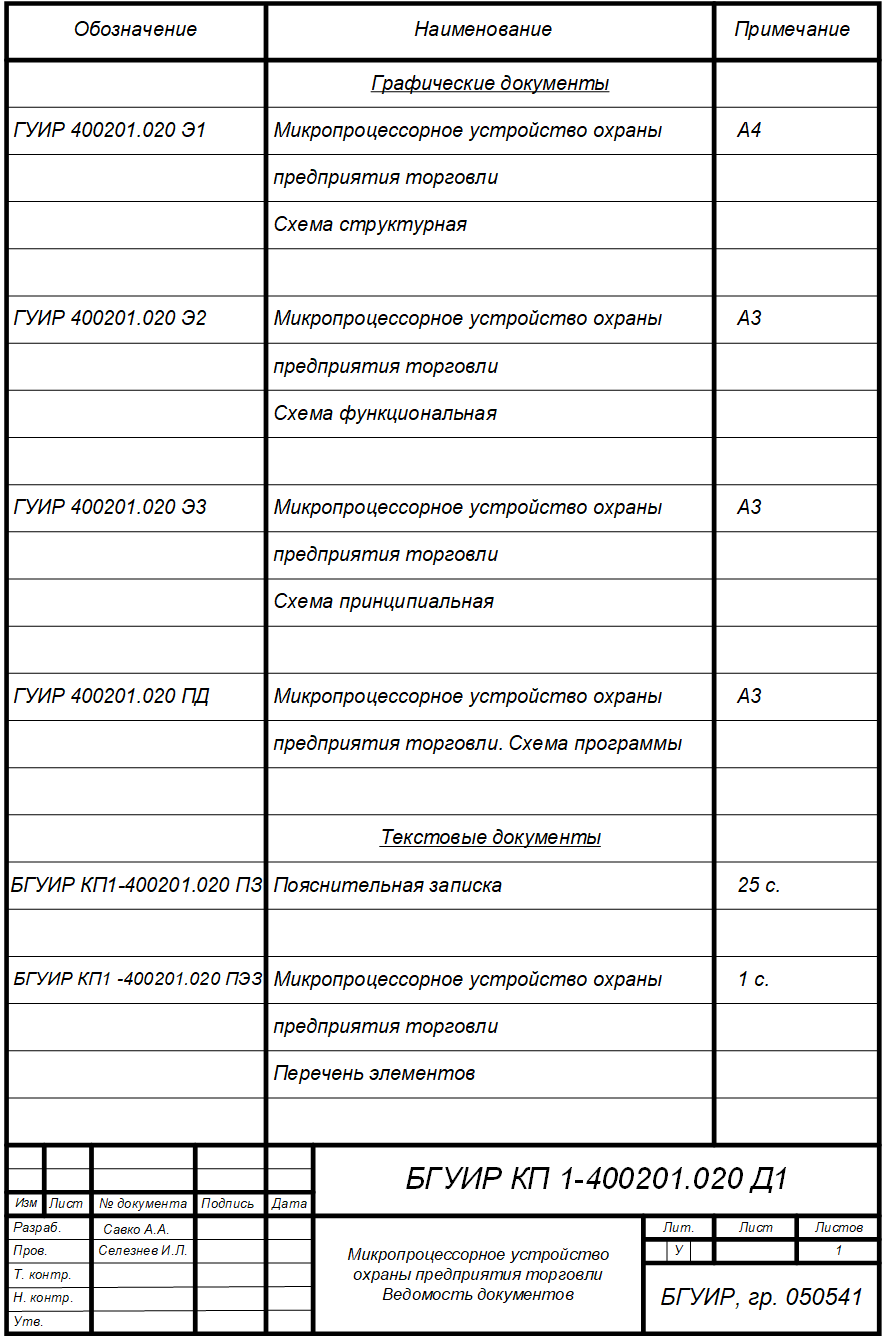 Обозначение Наименование Примечание
Графические документы
ГУИР 400201.020 Э1 Микропроцессорное устройство охраны А4
предприятия торговли
Схема структурная
ГУИР 400201.020 Э2 Микропроцессорное устройство охраны А3
предприятия торговли
Схема функциональная
ГУИР 400201.020 Э3 Микропроцессорное устройство охраны А3
предприятия торговли
Схема принципиальная
ГУИР 400201.020 ПД Микропроцессорное устройство охраны А3
предприятия торговли. Схема программы
Текстовые документы
БГУИР КП1-400201.020 ПЗ Пояснительная записка 25 с.
БГУИР КП1 -400201.020 ПЭ3 Микропроцессорное устройство охраны 1 с.
предприятия торговли
Перечень элементов
БГУИР КП 1-400201.020 Д1
Изм Лист № документа Подпись Дата
Разраб. Савко А.А.
Пров. Селезнев И.Л.
Т. контр.
Н. контр.
Утв.
Микропроцессорное устройство
охраны предприятия торговли
Ведомость документов
Лит. Лист Листов
У 1
БГУИР, гр. 050541